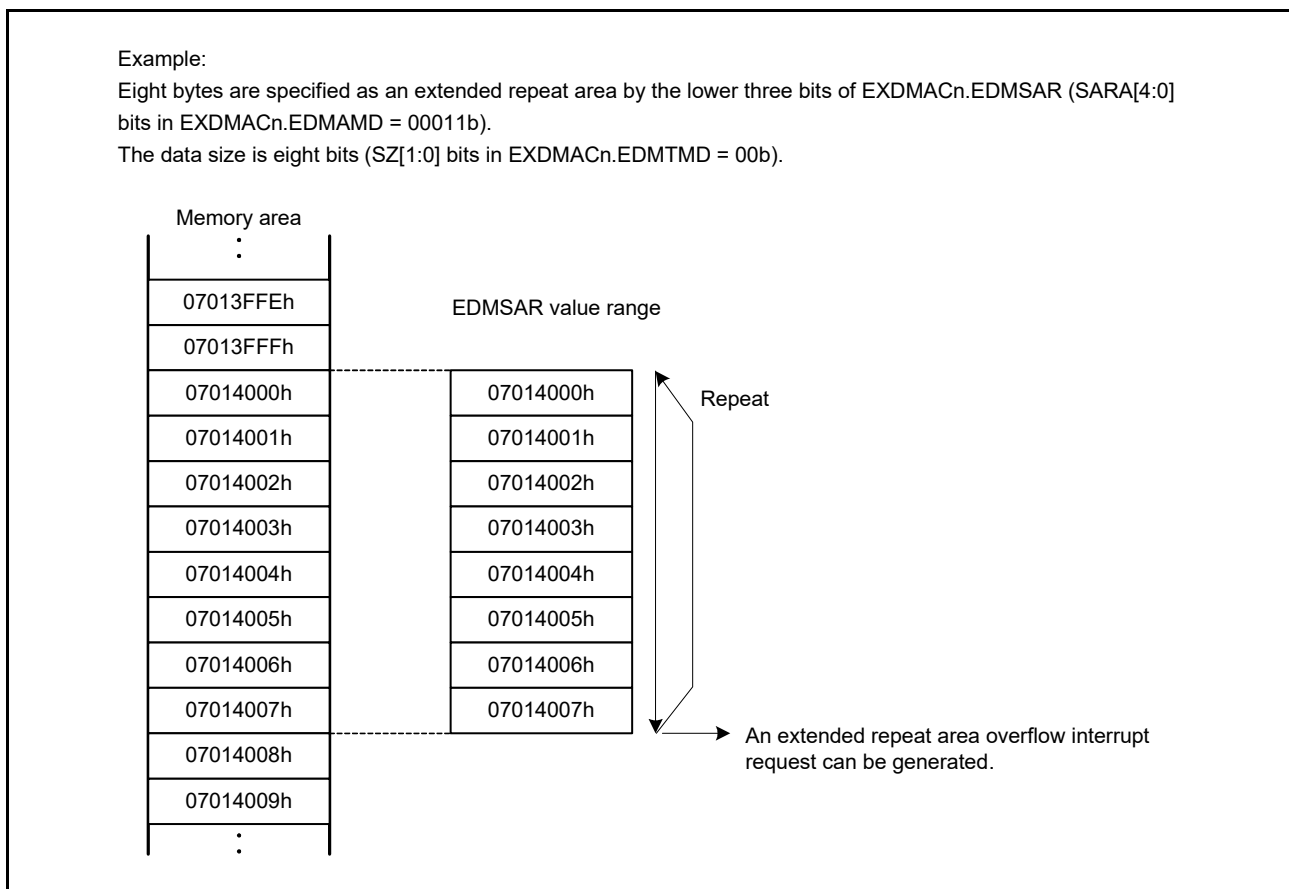 Example:
Eight bytes are specified as an extended repeat area by the lower three bits of EXDMACn.EDMSAR (SARA[4:0]
bits in EXDMACn.EDMAMD = 00011b).
The data size is eight bits (SZ[1:0] bits in EXDMACn.EDMTMD = 00b).
Memory area
07013FFEh
EDMSAR value range
07013FFFh
07014000h 07014000h
Repeat
07014001h 07014001h
07014002h 07014002h
07014003h 07014003h
07014004h 07014004h
07014005h 07014005h
07014006h 07014006h
07014007h 07014007h
An extended repeat area overflow interrupt
request can be generated.
07014008h
07014009h